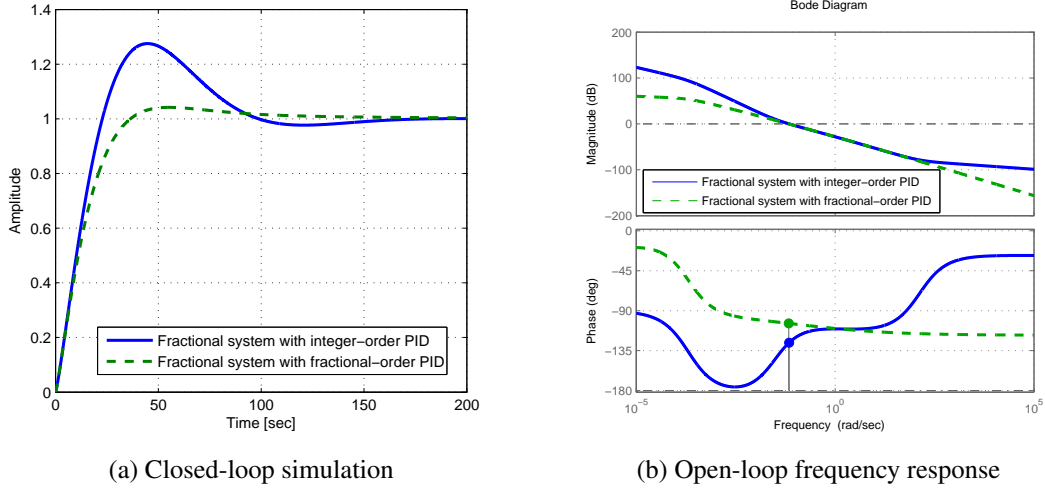 1.4
1.2
1
0.8
0.6
0.4
0.2
0
Amplitude
Fractional system with integer−order PID
Fractional system with fractional−order PID
0 50 100 150 200
Time [sec]
(a) Closed-loop simulation
Bode Diagram
200
100
0
−100
−200
Magnitude (dB)
Fractional system with integer−order PID
Fractional system with fractional−order PID
0
−45
−90
−135
−180
Phase (deg)
10^−5 10^0 10^5
Frequency (rad/sec)
(b) Open-loop frequency response